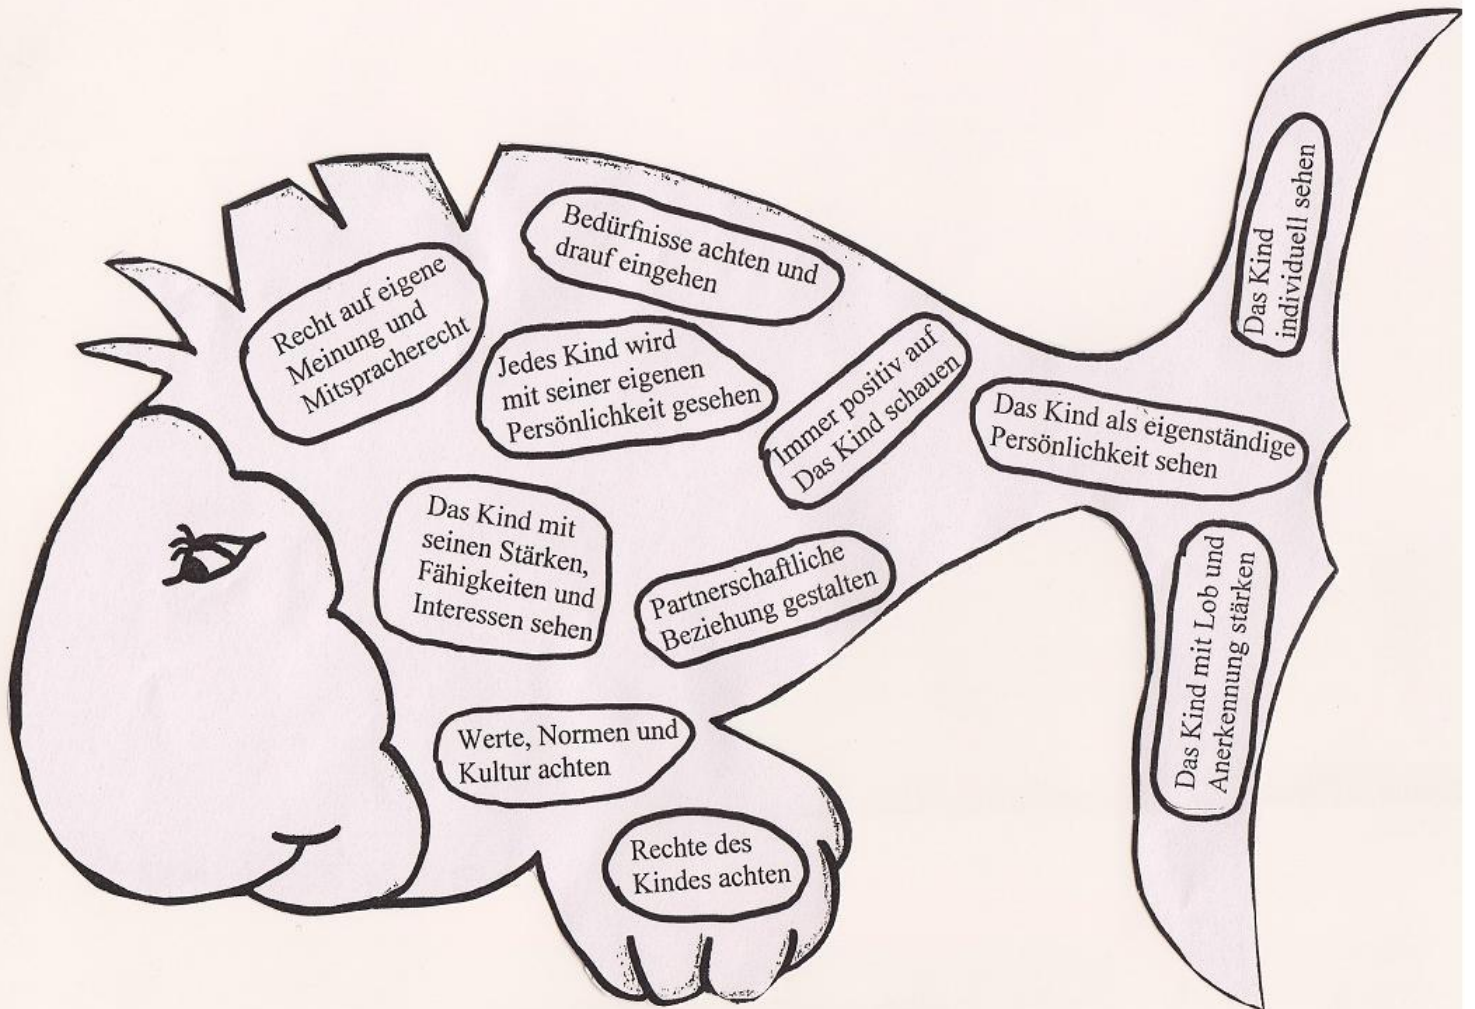 Recht auf eigene
Meinung und
Mitspracherecht
Bedürfnisse achten und
drauf eingehen
Jedes Kind wird
mit seiner eigenen
Persönlichkeit gesehen
Immer positiv auf
Das Kind schauen
Das Kind als eigenständige
Persönlichkeit sehen
Das Kind
individuell sehen
Das Kind mit
seinen Stärken,
Fähigkeiten und
Interessen sehen
Partnerschaftliche
Beziehung gestalten
Das Kind mit Lob und
Anerkennung stärken
Werte, Normen und
Kultur achten
Rechte des
Kindes achten